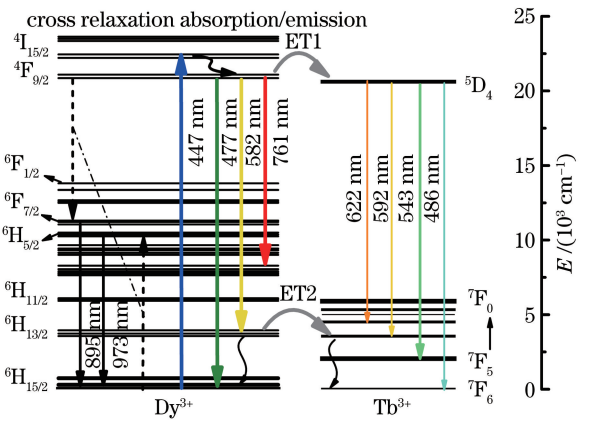 cross relaxation absorption/emission
⁴I₁₅/₂
⁴F₉/₂
⁶F₁/₂
⁶F₇/₂
⁶H₅/₂
⁶H₁₁/₂
⁶H₁₃/₂
⁶H₁₅/₂
895 nm
973 nm
447 nm
477 nm
582 nm
761 nm
Dy³⁺
ET1
ET2
⁵D₄
622 nm
592 nm
543 nm
486 nm
⁷F₀
⁷F₅
⁷F₆
Tb³⁺
25
20
15
10
5
0
E/(10³ cm⁻¹)